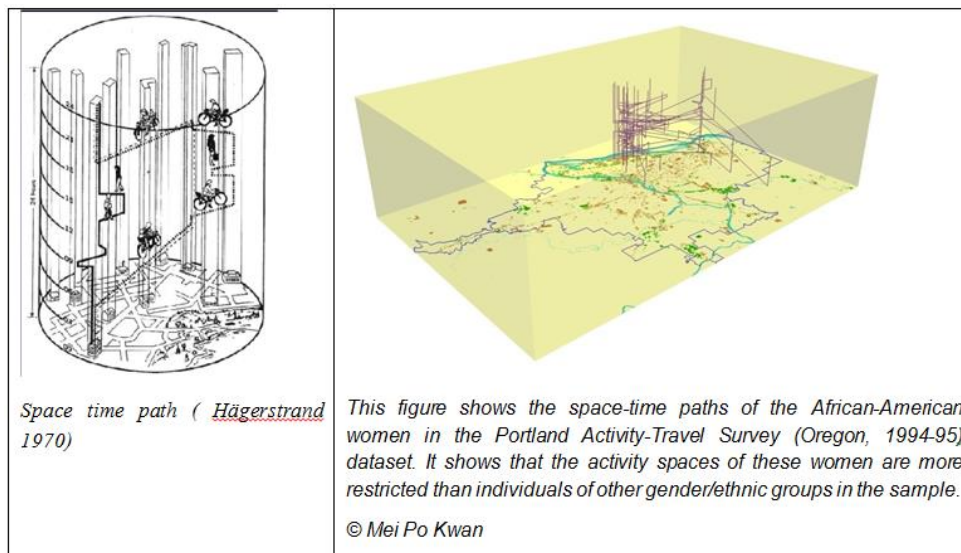 24 hours
Space time path ( Hägerstrand
1970)
This figure shows the space-time paths of the African-American
women in the Portland Activity-Travel Survey (Oregon, 1994-95)
dataset. It shows that the activity spaces of these women are more
restricted than individuals of other gender/ethnic groups in the sample.
© Mei Po Kwan